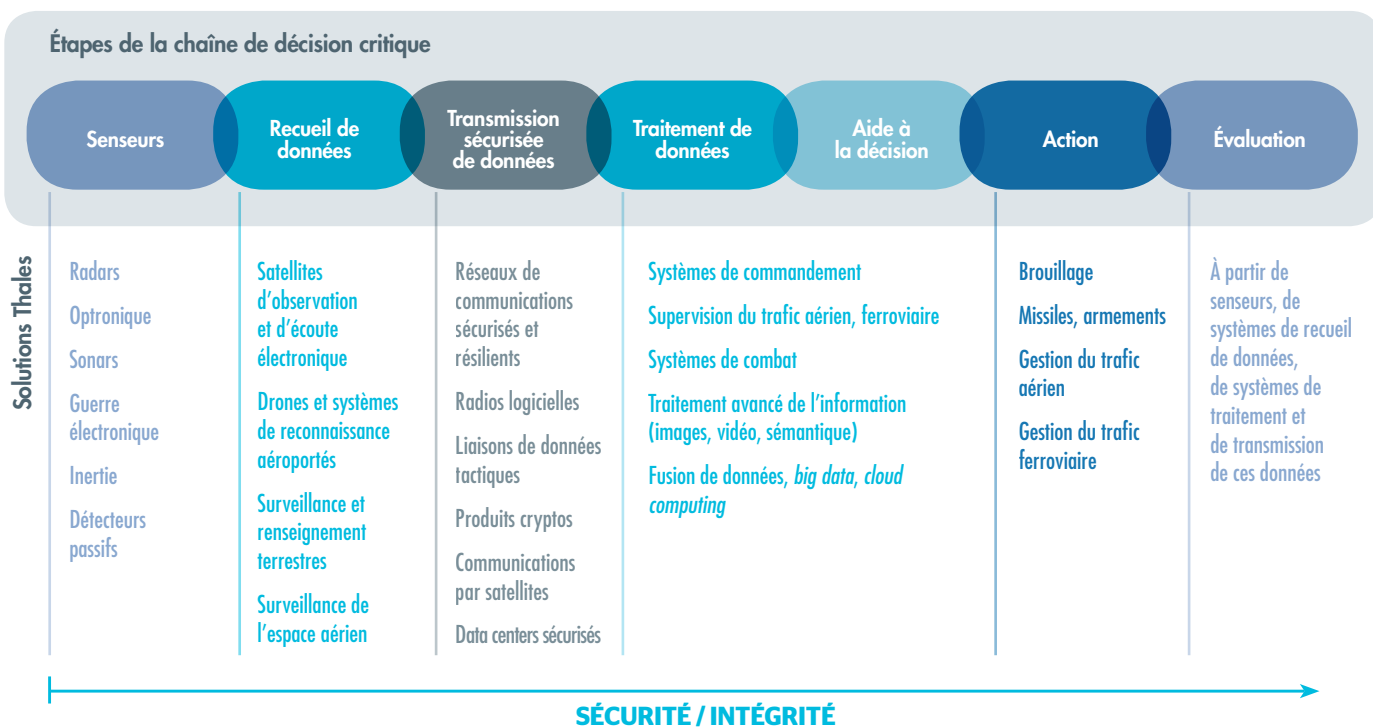 Étapes de la chaîne de décision critique
Senseurs
Recueil de
données
Transmission
sécurisée
de données
Traitement de
données
Aide à
la décision
Action
Évaluation
Solutions Thales
Radars
Optronique
Sonars
Guerre
électronique
Inertie
Détecteurs
passifs
Satellites
d’observation
et d’écoute
électronique
Drones et systèmes
de reconnaissance
aéroportés
Surveillance et
renseignement
terrestres
Surveillance de
l’espace aérien
Réseaux de
communications
sécurisés et
résilients
Radios logicielles
Liaisons de données
tactiques
Produits cryptos
Communications
par satellites
Data centers sécurisés
Systèmes de commandement
Supervision du trafic aérien, ferroviaire
Systèmes de combat
Traitement avancé de l’information
(images, vidéo, sémantique)
Fusion de données, big data, cloud
computing
Brouillage
Missiles, armements
Gestion du trafic
aérien
Gestion du trafic
ferroviaire
À partir de
senseurs, de
systèmes de recueil
de données,
de systèmes de
traitement et
de transmission
de ces données
SÉCURITÉ / INTÉGRITÉ